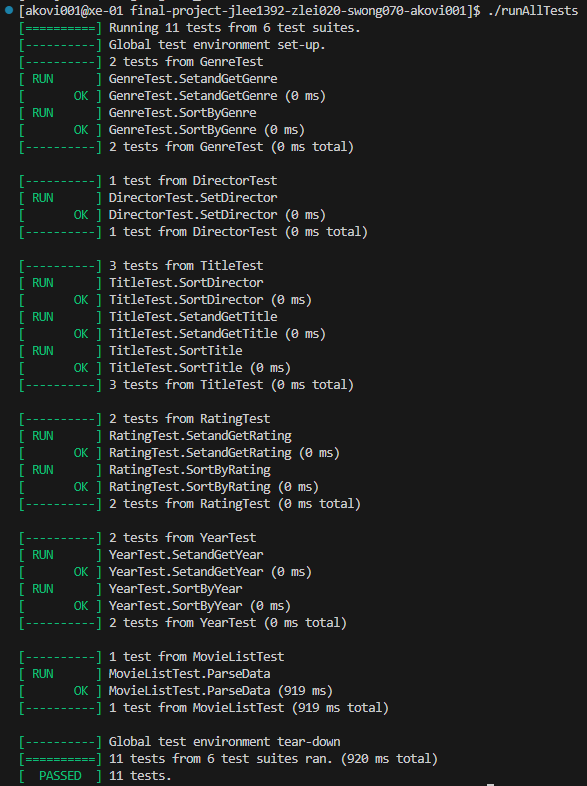 [akovi001@xe-01 final-project-jlee1392-zlei020-swong070-akovi001]$ ./runAllTests
[==========] Running 11 tests from 6 test suites.
[----------] Global test environment set-up.
[----------] 2 tests from GenreTest
[ RUN      ] GenreTest.SetandGetGenre
[       OK ] GenreTest.SetandGetGenre (0 ms)
[ RUN      ] GenreTest.SortByGenre
[       OK ] GenreTest.SortByGenre (0 ms)
[----------] 2 tests from GenreTest (0 ms total)

[----------] 1 test from DirectorTest
[ RUN      ] DirectorTest.SetDirector
[       OK ] DirectorTest.SetDirector (0 ms)
[----------] 1 test from DirectorTest (0 ms total)

[----------] 3 tests from TitleTest
[ RUN      ] TitleTest.SortDirector
[       OK ] TitleTest.SortDirector (0 ms)
[ RUN      ] TitleTest.SetandGetTitle
[       OK ] TitleTest.SetandGetTitle (0 ms)
[ RUN      ] TitleTest.SortTitle
[       OK ] TitleTest.SortTitle (0 ms)
[----------] 3 tests from TitleTest (0 ms total)

[----------] 2 tests from RatingTest
[ RUN      ] RatingTest.SetandGetRating
[       OK ] RatingTest.SetandGetRating (0 ms)
[ RUN      ] RatingTest.SortByRating
[       OK ] RatingTest.SortByRating (0 ms)
[----------] 2 tests from RatingTest (0 ms total)

[----------] 2 tests from YearTest
[ RUN      ] YearTest.SetandGetYear
[       OK ] YearTest.SetandGetYear (0 ms)
[ RUN      ] YearTest.SortByYear
[       OK ] YearTest.SortByYear (0 ms)
[----------] 2 tests from YearTest (0 ms total)

[----------] 1 test from MovieListTest
[ RUN      ] MovieListTest.ParseData
[       OK ] MovieListTest.ParseData (919 ms)
[----------] 1 test from MovieListTest (919 ms total)

[----------] Global test environment tear-down
[==========] 11 tests from 6 test suites ran. (920 ms total)
[  PASSED  ] 11 tests.